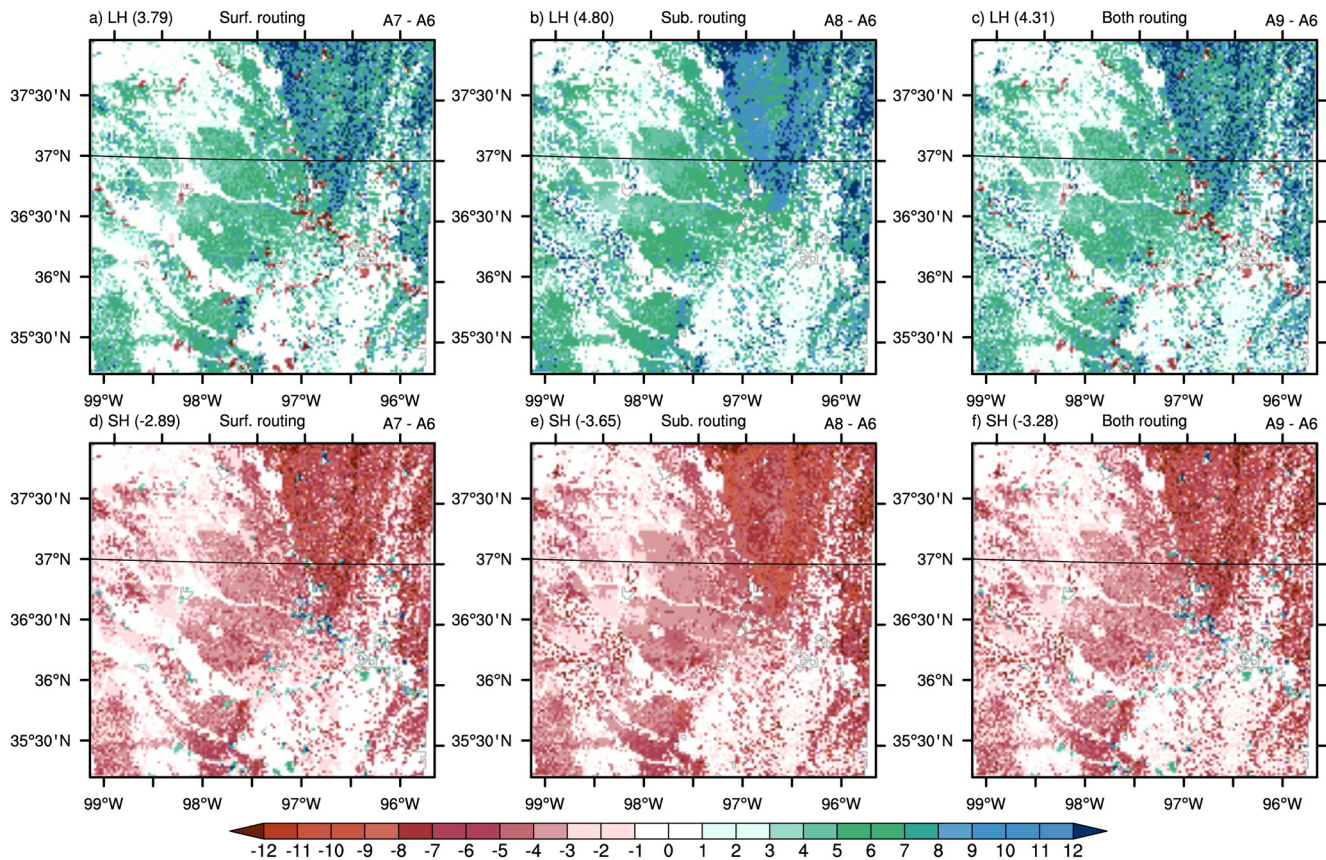 a) LH (3.79) Surf. routing A7 - A6
b) LH (4.80) Sub. routing A8 - A6
c) LH (4.31) Both routing A9 - A6
37°30'N 37°30'N 37°30'N
37°N 37°N 37°N
36°30'N 36°30'N 36°30'N
36°N 36°N 36°N
35°30'N 35°30'N 35°30'N
99°W 98°W 97°W 96°W 99°W 98°W 97°W 96°W 99°W 98°W 97°W 96°W
d) SH (-2.89) Surf. routing A7 - A6
e) SH (-3.65) Sub. routing A8 - A6
f) SH (-3.28) Both routing A9 - A6
37°30'N 37°30'N 37°30'N
37°N 37°N 37°N
36°30'N 36°30'N 36°30'N
36°N 36°N 36°N
35°30'N 35°30'N 35°30'N
99°W 98°W 97°W 96°W 99°W 98°W 97°W 96°W 99°W 98°W 97°W 96°W
-12 -11 -10 -9 -8 -7 -6 -5 -4 -3 -2 -1 0 1 2 3 4 5 6 7 8 9 10 11 12